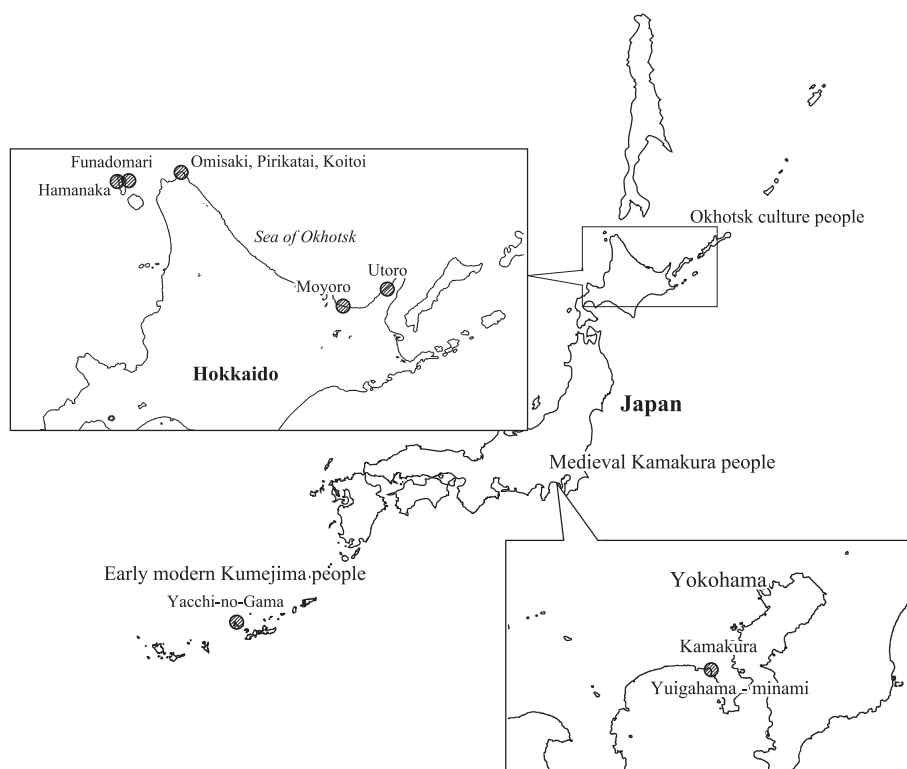 Funadomari
Omisaki, Pirikatai, Koitoi
Hamanaka
Sea of Okhotsk
Utoro
Moyoro
Hokkaido
Okhotsk culture people
Japan
Medieval Kamakura people
Early modern Kumejima people
Yacchi-no-Gama
Yokohama
Kamakura
Yuigahama - minami